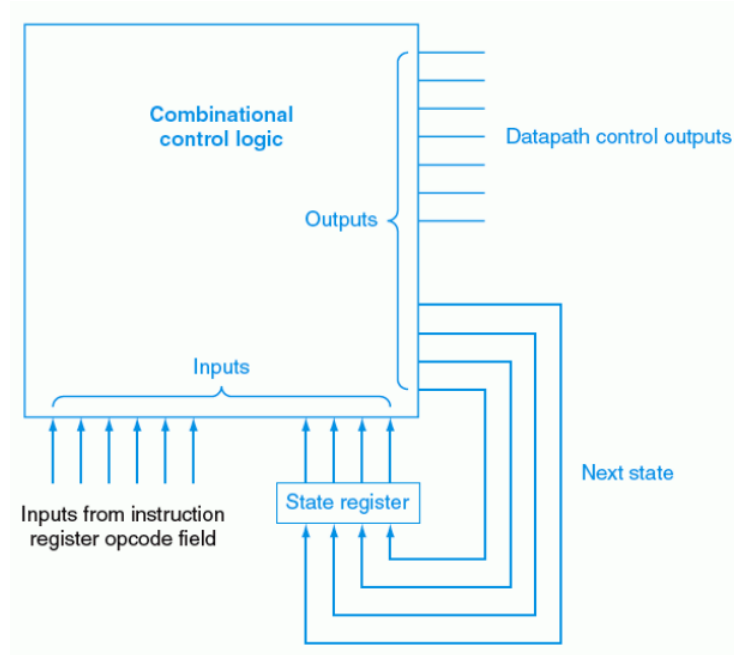 Combinational
control logic
Datapath control outputs
Outputs
Inputs
Next state
State register
Inputs from instruction
register opcode field